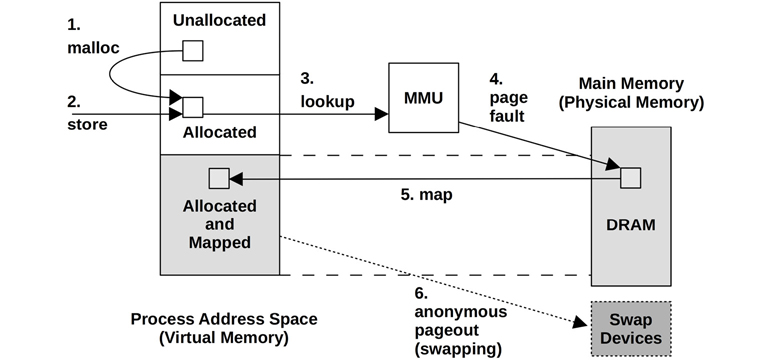 1.
malloc
Unallocated
2.
store
Allocated
3.
lookup
MMU
4.
page
fault
Main Memory
(Physical Memory)
5. map
Allocated
and
Mapped
DRAM
6.
anonymous
pageout
(swapping)
Swap
Devices
Process Address Space
(Virtual Memory)